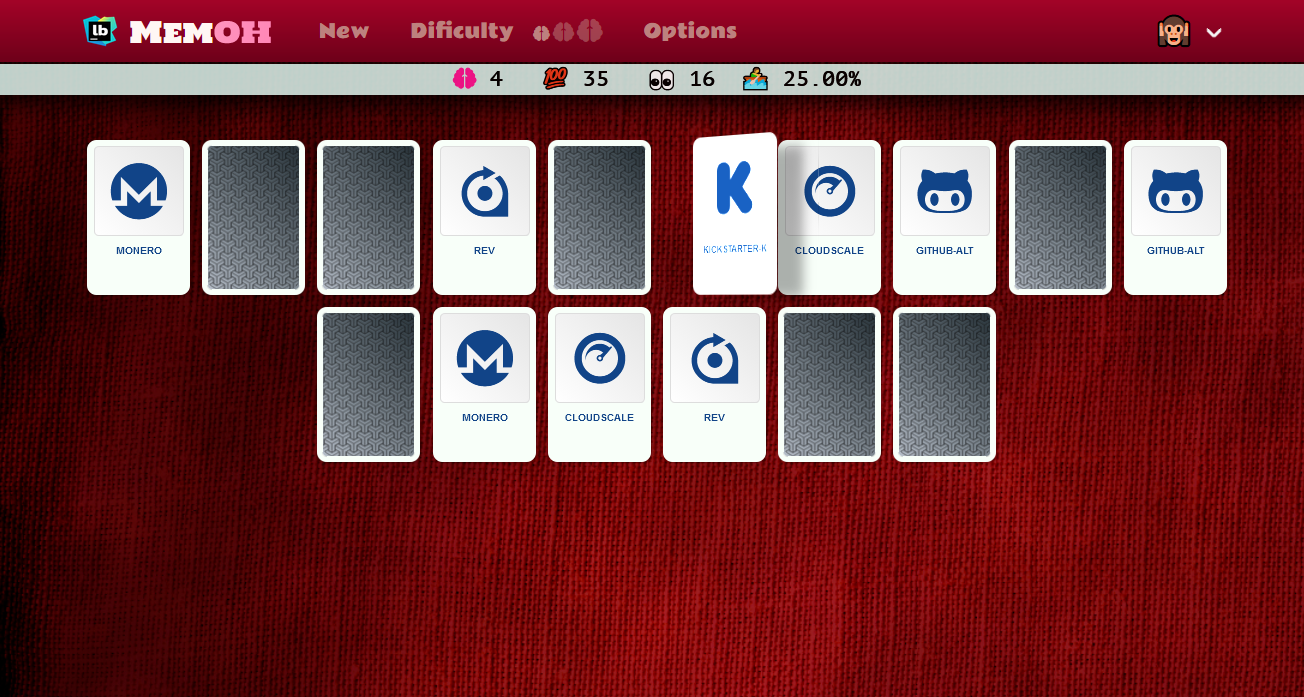 lb MEMOH New Dificulty Options
4 💯 35 16 25.00%
MONERO REV KICKSTARTER-K CLOUDSCALE GITHUB-ALT GITHUB-ALT
MONERO CLOUDSCALE REV